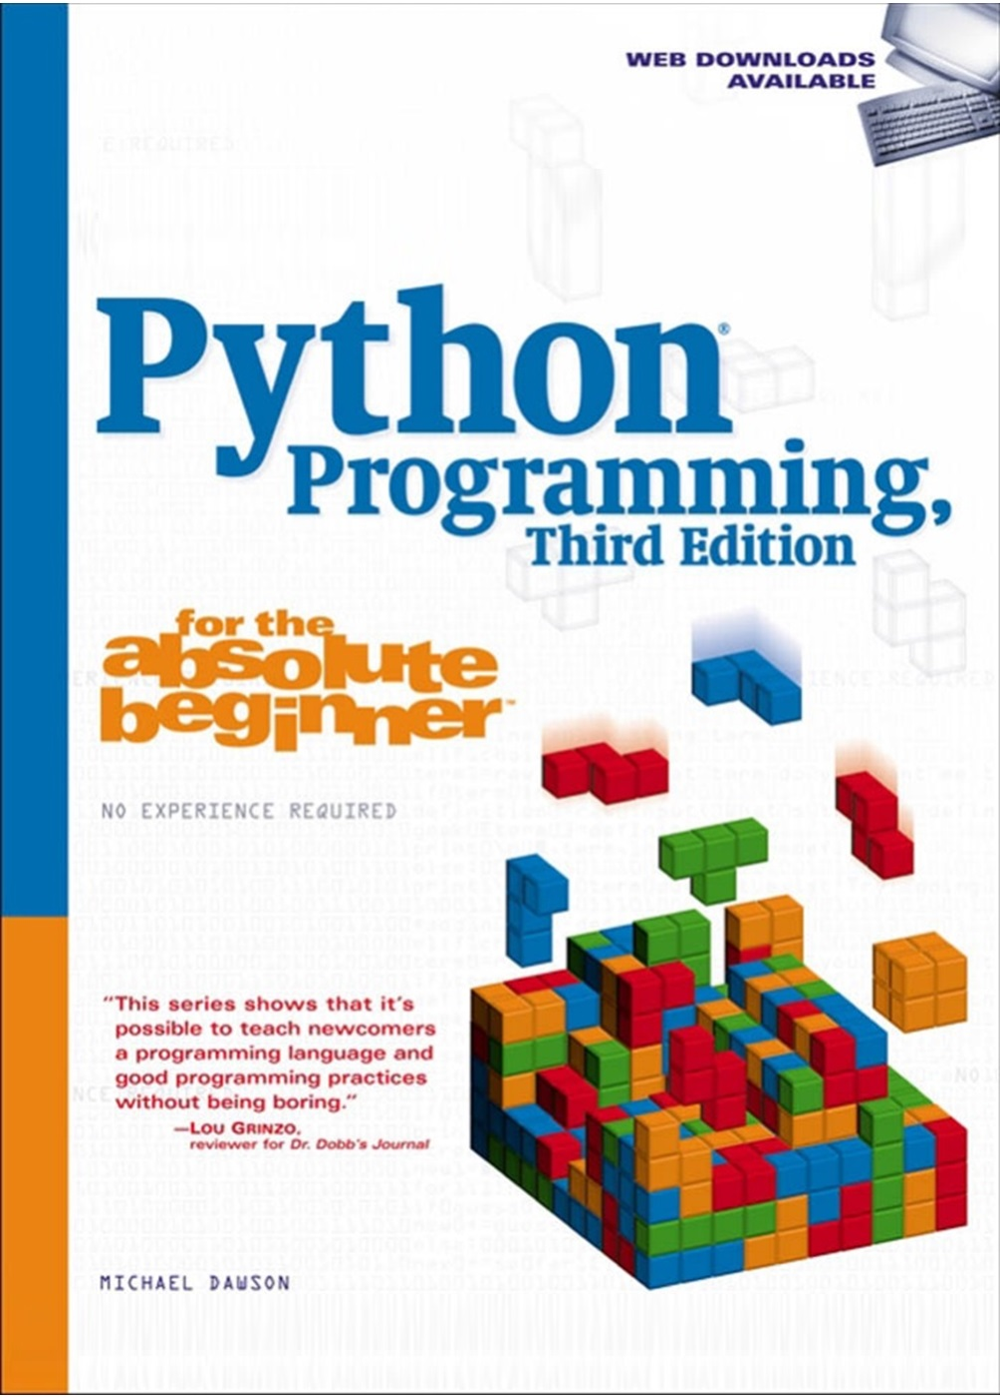 WEB DOWNLOADS
AVAILABLE
Python®
Programming,
Third Edition
for the
absolute
beginner™
NO EXPERIENCE REQUIRED
“This series shows that it’s
possible to teach newcomers
a programming language and
good programming practices
without being boring.”
—LOU GRINZO,
reviewer for Dr. Dobb’s Journal
MICHAEL DAWSON